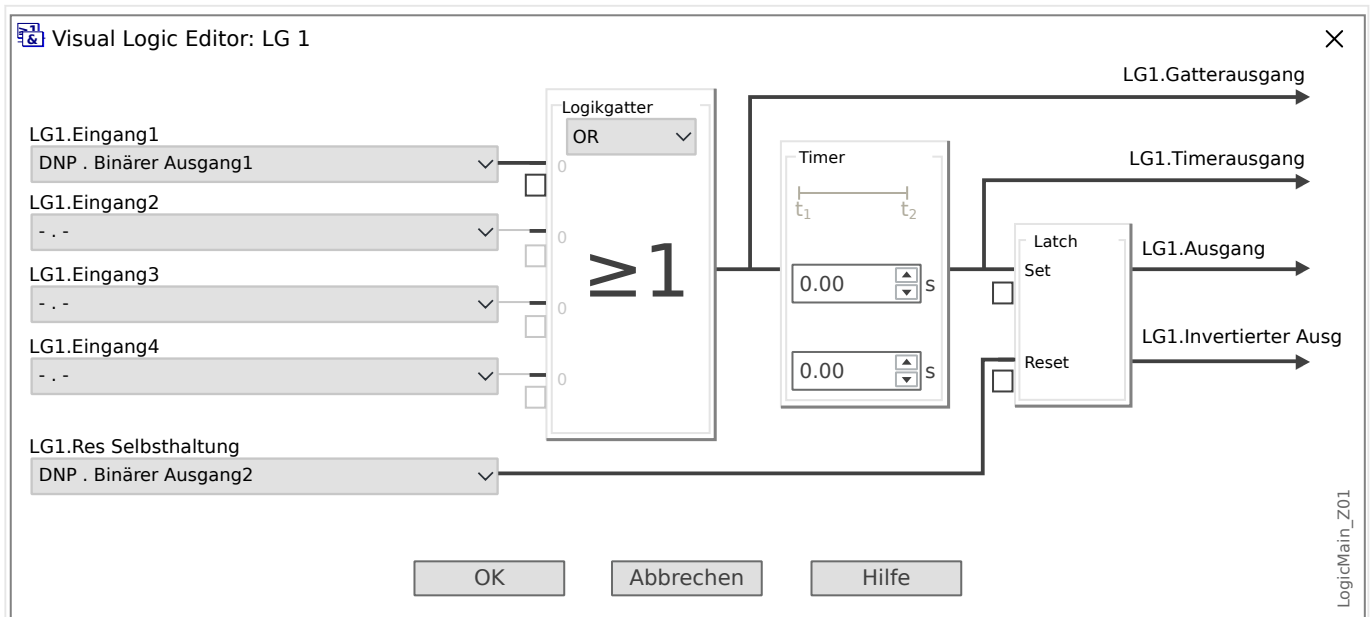 ≥1
&
Visual Logic Editor: LG 1
LG1.Gatterausgang
Logikgatter
OR
LG1.Eingang1
DNP . Binärer Ausgang1
0
Timer
LG1.Timerausgang
LG1.Eingang2
- . -
0
t1
t2
≥1
Latch
LG1.Ausgang
LG1.Eingang3
- . -
0
0.00
s
Set
LG1.Eingang4
- . -
0
0.00
s
Reset
LG1.Invertierter Ausg
LG1.Res Selbsthaltung
DNP . Binärer Ausgang2
OK
Abbrechen
Hilfe
LogicMain_Z01